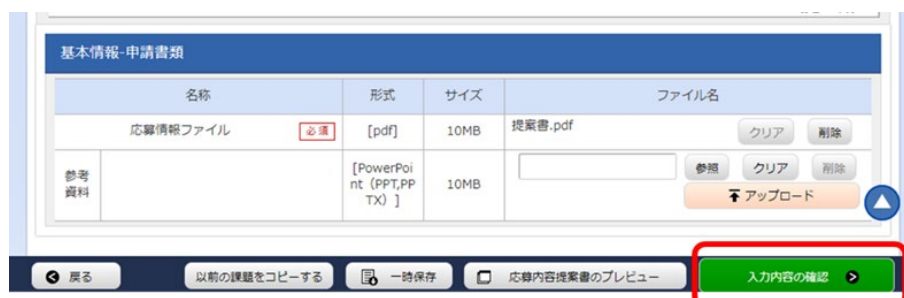 基本情報-申請書類
名称 形式 サイズ ファイル名
応募情報ファイル 必須 [pdf] 10MB 提案書.pdf クリア 削除
参考
資料
[PowerPoi
nt（PPT,PP
TX）]
10MB
参照 クリア 削除
アップロード
戻る 以前の課題をコピーする 一時保存 応募内容提案書のプレビュー 入力内容の確認